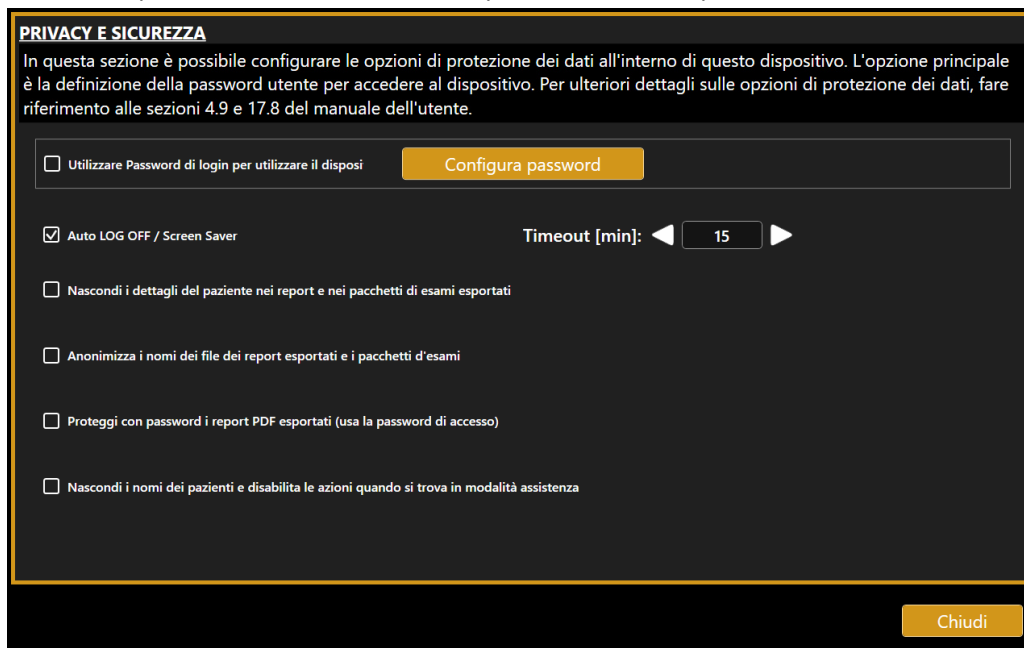 PRIVACY E SICUREZZA
In questa sezione è possibile configurare le opzioni di protezione dei dati all'interno di questo dispositivo. L'opzione principale
è la definizione della password utente per accedere al dispositivo. Per ulteriori dettagli sulle opzioni di protezione dei dati, fare
riferimento alle sezioni 4.9 e 17.8 del manuale dell'utente.
Utilizzare Password di login per utilizzare il disposi Configura password
Auto LOG OFF / Screen Saver Timeout [min]: 15
Nascondi i dettagli del paziente nei report e nei pacchetti di esami esportati
Anonimizza i nomi dei file dei report esportati e i pacchetti d'esami
Proteggi con password i report PDF esportati (usa la password di accesso)
Nascondi i nomi dei pazienti e disabilita le azioni quando si trova in modalità assistenza
Chiudi